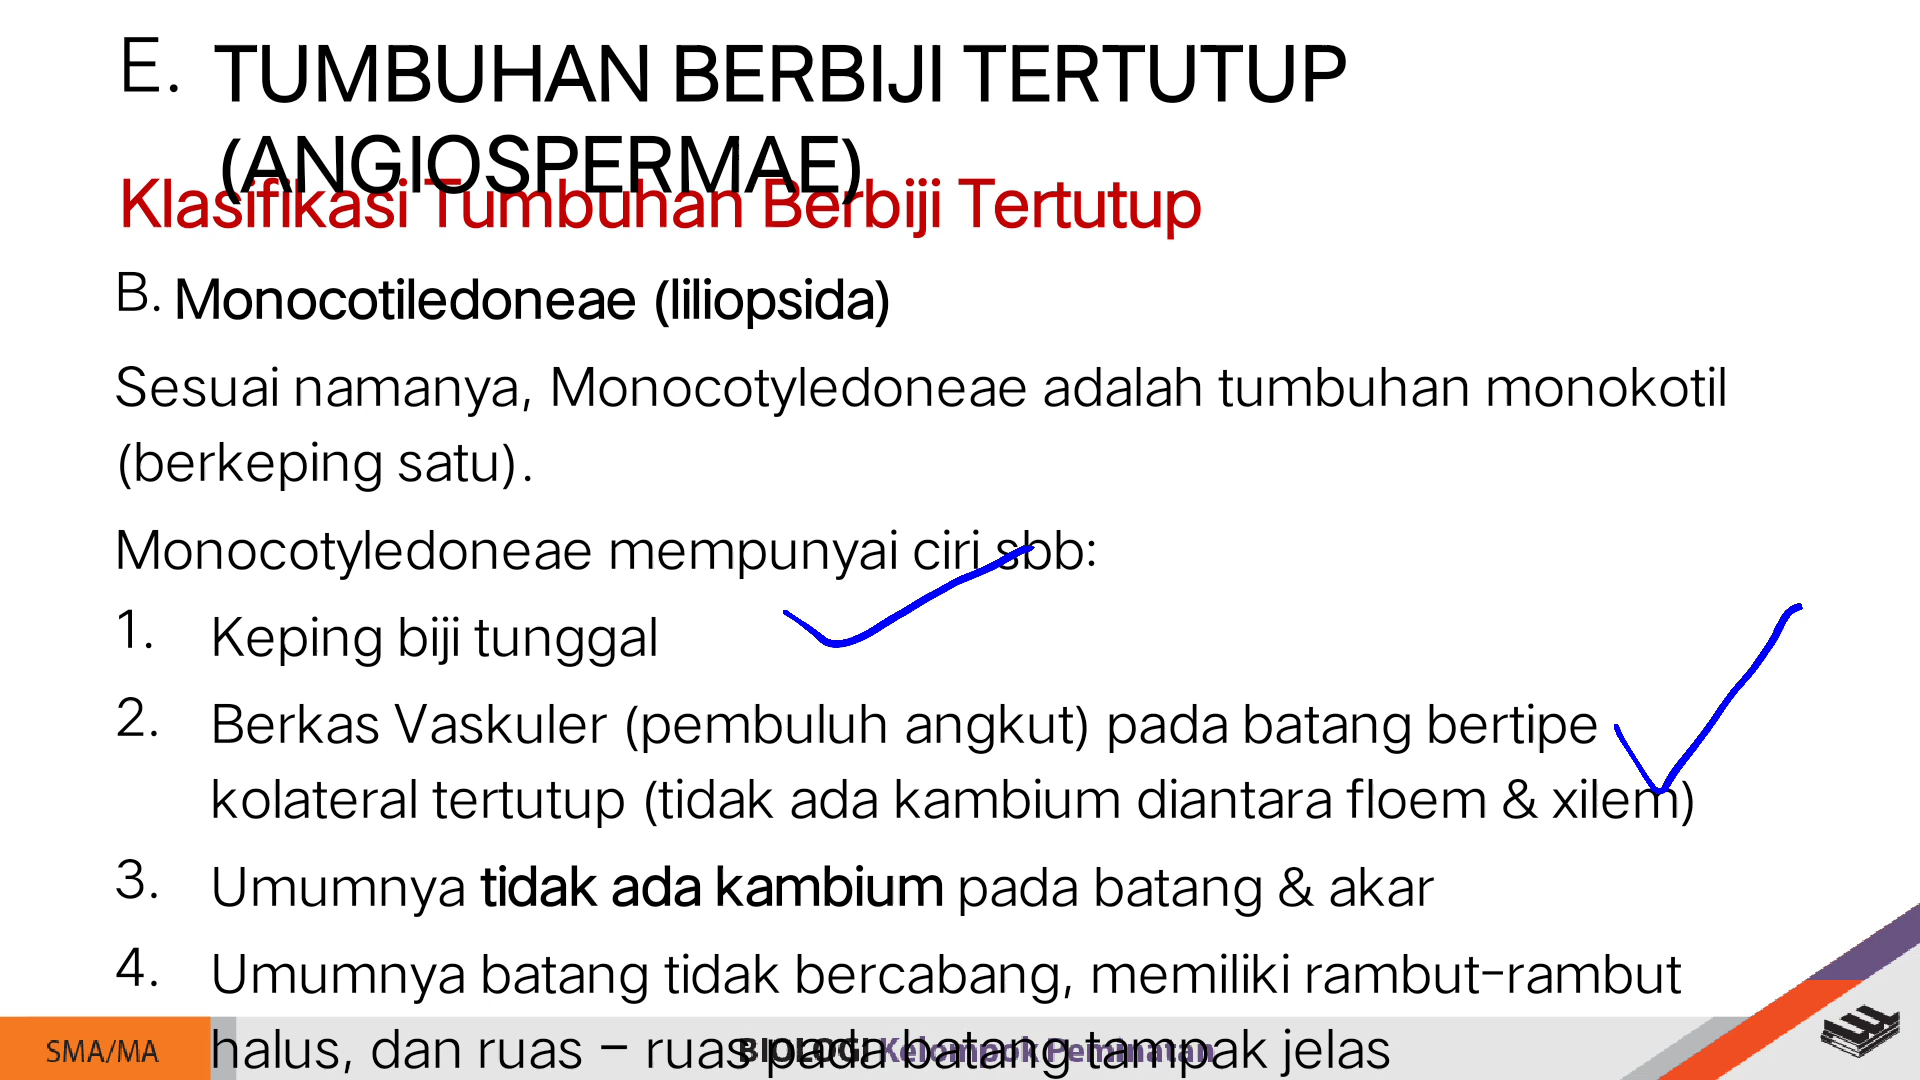 E. TUMBUHAN BERBIJI TERTUTUP
(ANGIOSPERMAE)
Klasifikasi Tumbuhan Berbiji Tertutup
B. Monocotiledoneae (liliopsida)
Sesuai namanya, Monocotyledoneae adalah tumbuhan monokotil
(berkeping satu).
Monocotyledoneae mempunyai ciri sbb:
1. Keping biji tunggal
2. Berkas Vaskuler (pembuluh angkut) pada batang bertipe
kolateral tertutup (tidak ada kambium diantara floem & xilem)
3. Umumnya tidak ada kambium pada batang & akar
4. Umumnya batang tidak bercabang, memiliki rambut-rambut
halus, dan ruas – ruas pada batang tampak jelas
SMA/MA
BIOLOGI Kelompok Peminatan